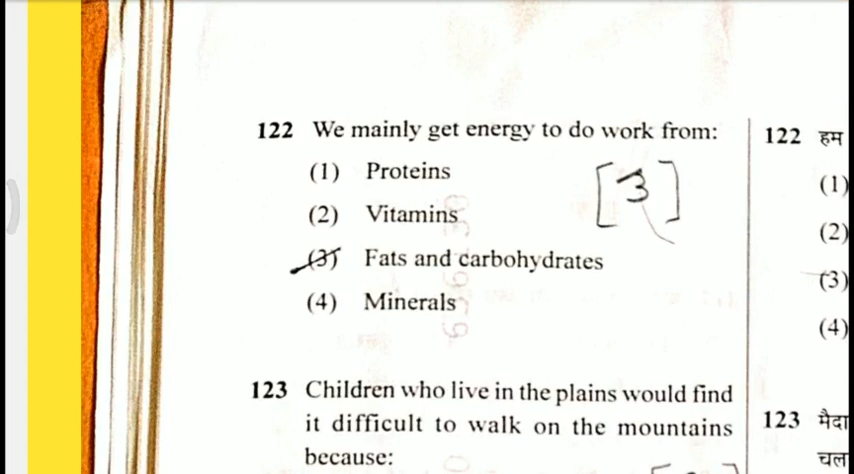 122 We mainly get energy to do work from:
(1) Proteins
(2) Vitamins
(3) Fats and carbohydrates
(4) Minerals
[3]
123 Children who live in the plains would find
it difficult to walk on the mountains
because:
122 हम
(1)
(2)
(3)
(4)
123 मैदा
चल